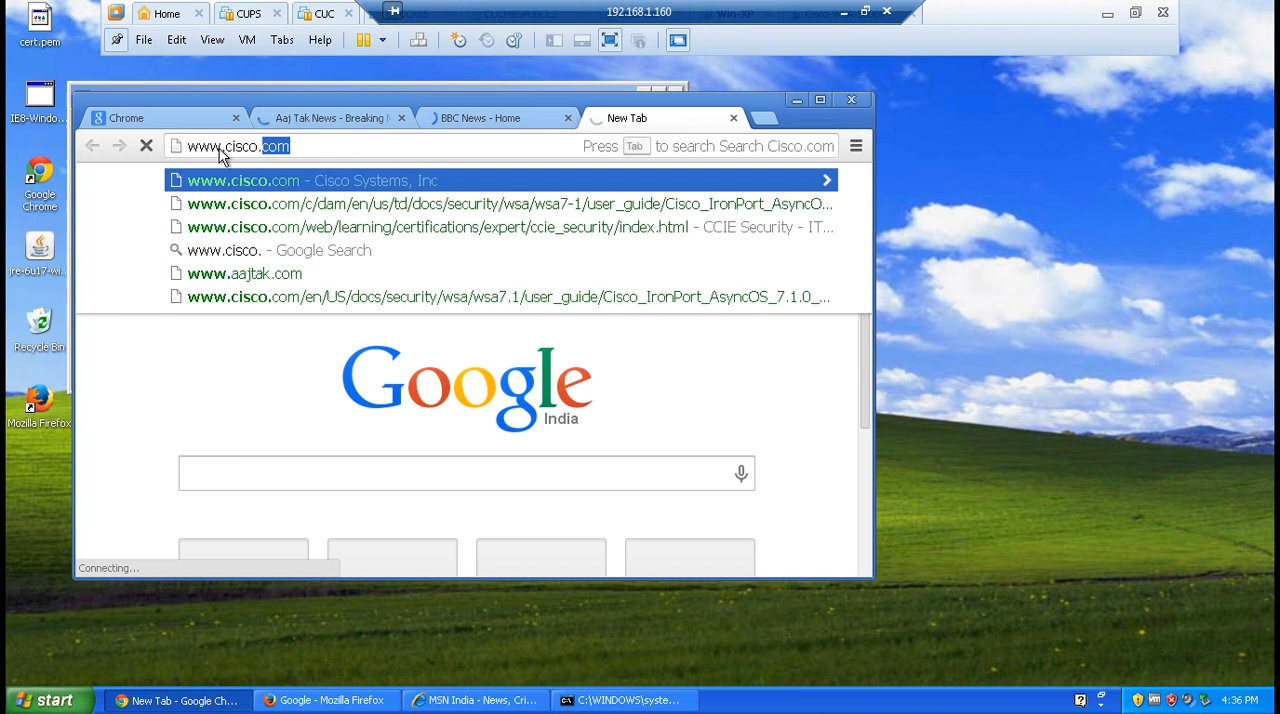 Home
CUPS
CUC
192.168.1.160
File Edit View VM Tabs Help
cert.pem
IE8-Windo...
Google Chrome
jre-6u17-wi...
Recycle Bin
Mozilla Firefox
Chrome
Aaj Tak News - Breaking
BBC News - Home
New Tab
www.cisco.com
Press Tab to search Search Cisco.com
www.cisco.com - Cisco Systems, Inc
www.cisco.com/c/dam/en/us/td/docs/security/wsa/wsa7-1/user_guide/Cisco_IronPort_AsyncO...
www.cisco.com/web/learning/certifications/expert/ccie_security/index.html - CCIE Security - IT...
www.cisco. - Google Search
www.aajtak.com
www.cisco.com/en/US/docs/security/wsa/wsa7.1/user_guide/Cisco_IronPort_AsyncOS_7.1.0_...
Google
India
Connecting...
start
New Tab - Google Ch...
Google - Mozilla Firefox
MSN India - News, Cri...
C:\WINDOWS\syste...
4:36 PM